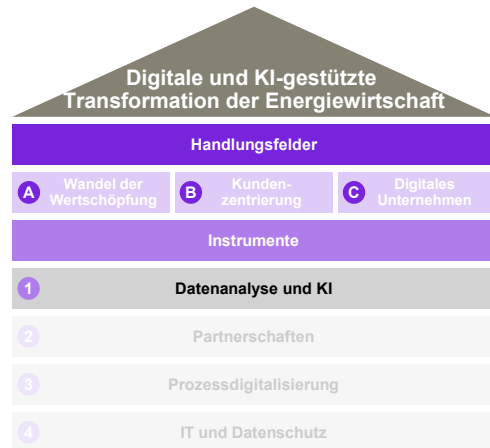 Digitale und KI-gestützte
Transformation der Energiewirtschaft
Handlungsfelder
A Wandel der
Wertschöpfung
B Kunden-
zentrierung
C Digitales
Unternehmen
Instrumente
1 Datenanalyse und KI
2 Partnerschaften
3 Prozessdigitalisierung
4 IT und Datenschutz